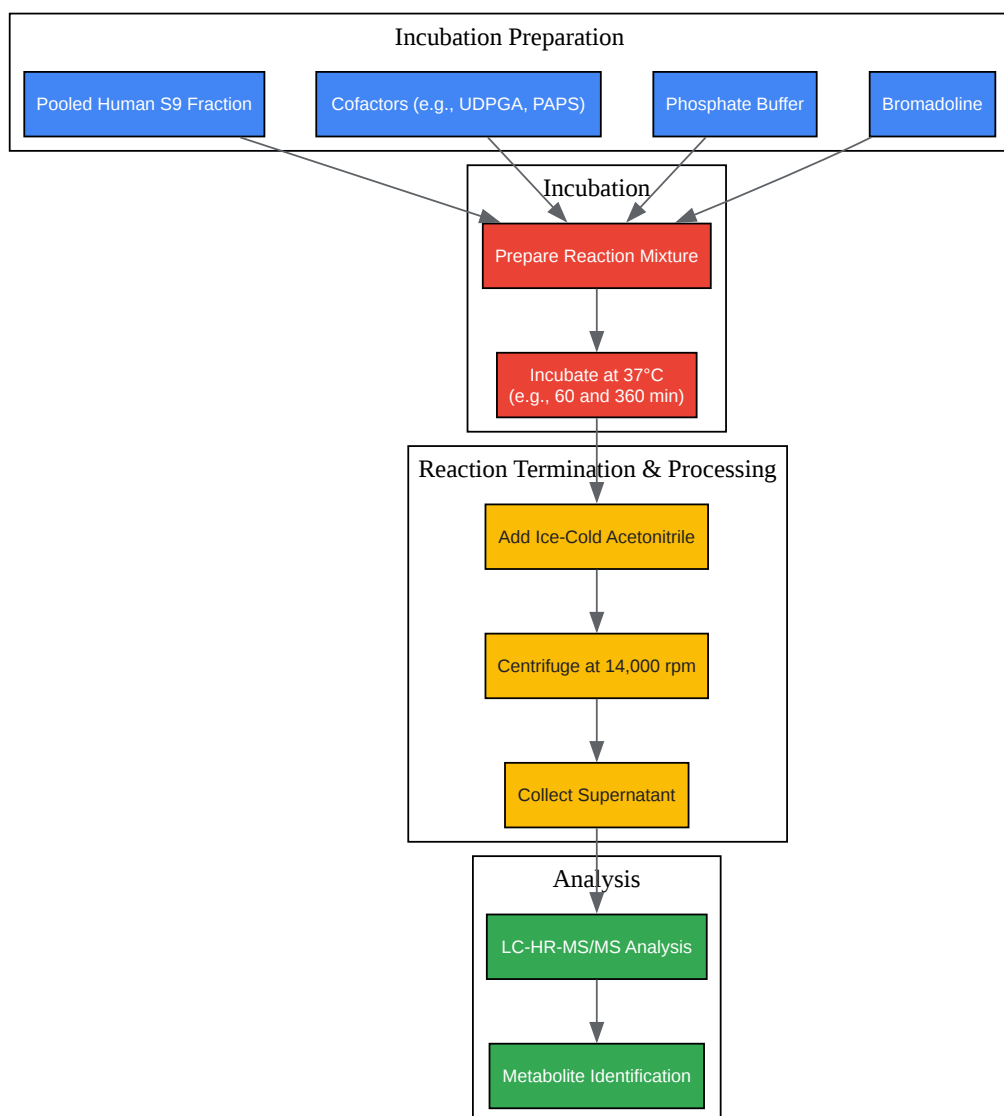 Incubation Preparation
Pooled Human S9 Fraction
Cofactors (e.g., UDPGA, PAPS)
Phosphate Buffer
Bromadoline
Incubation
Prepare Reaction Mixture
Incubate at 37°C
(e.g., 60 and 360 min)
Reaction Termination & Processing
Add Ice-Cold Acetonitrile
Centrifuge at 14,000 rpm
Collect Supernatant
Analysis
LC-HR-MS/MS Analysis
Metabolite Identification